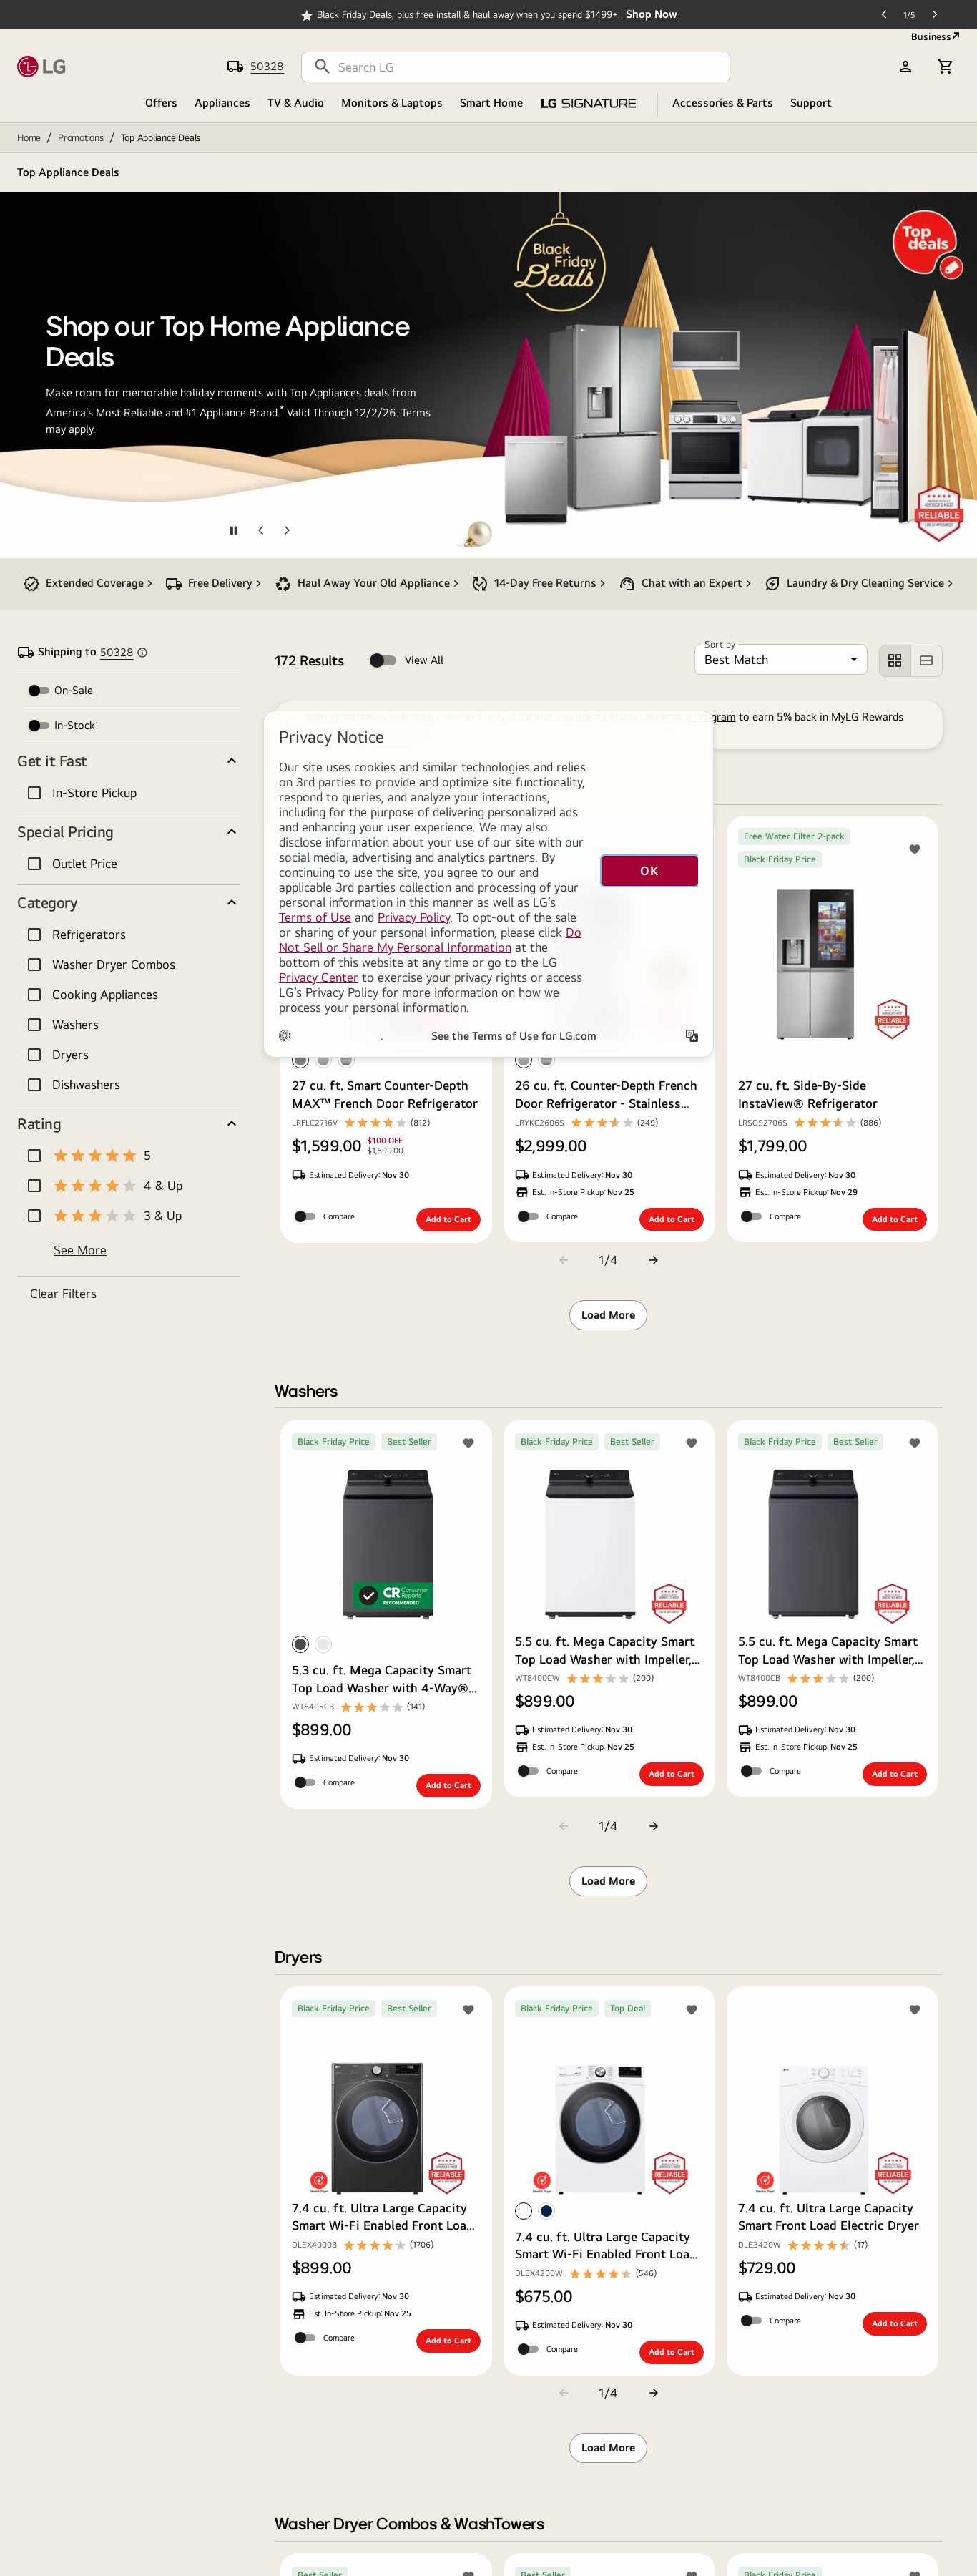 Black Friday Deals, plus free install & haul away when you spend $1499+. Shop Now
1/5
Business
LG
50328
Search LG
Offers
Appliances
TV & Audio
Monitors & Laptops
Smart Home
LG SIGNATURE
Accessories & Parts
Support
Home / Promotions / Top Appliance Deals
Top Appliance Deals
Black
Friday
Deals
Top
deals
Shop our Top Home Appliance
Deals
Make room for memorable holiday moments with Top Appliances deals from
America's Most Reliable and #1 Appliance Brand.* Valid Through 12/2/26. Terms
may apply.
RELIABLE
Extended Coverage
Free Delivery
Haul Away Your Old Appliance
14-Day Free Returns
Chat with an Expert
Laundry & Dry Cleaning Service
Shipping to 50328
On-Sale
In-Stock
Get it Fast
In-Store Pickup
Special Pricing
Outlet Price
Category
Refrigerators
Washer Dryer Combos
Cooking Appliances
Washers
Dryers
Dishwashers
Rating
5
4 & Up
3 & Up
See More
Clear Filters
172 Results
View All
Sort by
Best Match
to earn 5% back in MyLG Rewards
Privacy Notice
Our site uses cookies and similar technologies and relies
on 3rd parties to provide and optimize site functionality,
respond to queries, and analyze your interactions,
including for the purpose of delivering personalized ads
and enhancing your user experience. We may also
disclose information about your use of our site with our
social media, advertising and analytics partners. By
continuing to use the site, you agree to our and
applicable 3rd parties collection and processing of your
personal information in this manner as well as LG's
Terms of Use and Privacy Policy. To opt-out of the sale
or sharing of your personal information, please click Do
Not Sell or Share My Personal Information at the
bottom of this website at any time or go to the LG
Privacy Center to exercise your privacy rights or access
LG's Privacy Policy for more information on how we
process your personal information.
OK
. See the Terms of Use for LG.com
27 cu. ft. Smart Counter-Depth
MAX™ French Door Refrigerator
LRFLC2716V (812)
$1,599.00 $100 OFF
$1,699.00
Estimated Delivery: Nov 30
Compare
Add to Cart
26 cu. ft. Counter-Depth French
Door Refrigerator - Stainless...
LRYKC2606S (249)
$2,999.00
Estimated Delivery: Nov 30
Est. In-Store Pickup: Nov 25
Compare
Add to Cart
Free Water Filter 2-pack
Black Friday Price
RELIABLE
27 cu. ft. Side-By-Side
InstaView® Refrigerator
LRSOS2706S (886)
$1,799.00
Estimated Delivery: Nov 30
Est. In-Store Pickup: Nov 29
Compare
Add to Cart
1/4
Load More
Washers
Black Friday Price
Best Seller
CR Consumer
Reports
RECOMMENDED
5.3 cu. ft. Mega Capacity Smart
Top Load Washer with 4-Way®...
WT8405CB (141)
$899.00
Estimated Delivery: Nov 30
Compare
Add to Cart
Black Friday Price
Best Seller
RELIABLE
5.5 cu. ft. Mega Capacity Smart
Top Load Washer with Impeller,...
WT8400CW (200)
$899.00
Estimated Delivery: Nov 30
Est. In-Store Pickup: Nov 25
Compare
Add to Cart
Black Friday Price
Best Seller
RELIABLE
5.5 cu. ft. Mega Capacity Smart
Top Load Washer with Impeller,...
WT8400CB (200)
$899.00
Estimated Delivery: Nov 30
Est. In-Store Pickup: Nov 25
Compare
Add to Cart
1/4
Load More
Dryers
Black Friday Price
Best Seller
RELIABLE
7.4 cu. ft. Ultra Large Capacity
Smart Wi-Fi Enabled Front Loa...
DLEX4000B (1706)
$899.00
Estimated Delivery: Nov 30
Est. In-Store Pickup: Nov 25
Compare
Add to Cart
Black Friday Price
Top Deal
RELIABLE
7.4 cu. ft. Ultra Large Capacity
Smart Wi-Fi Enabled Front Loa...
DLEX4200W (546)
$675.00
Estimated Delivery: Nov 30
Compare
Add to Cart
RELIABLE
7.4 cu. ft. Ultra Large Capacity
Smart Front Load Electric Dryer
DLE3420W (17)
$729.00
Estimated Delivery: Nov 30
Compare
Add to Cart
1/4
Load More
Washer Dryer Combos & WashTowers
Best Seller
Best Seller
Black Friday Price